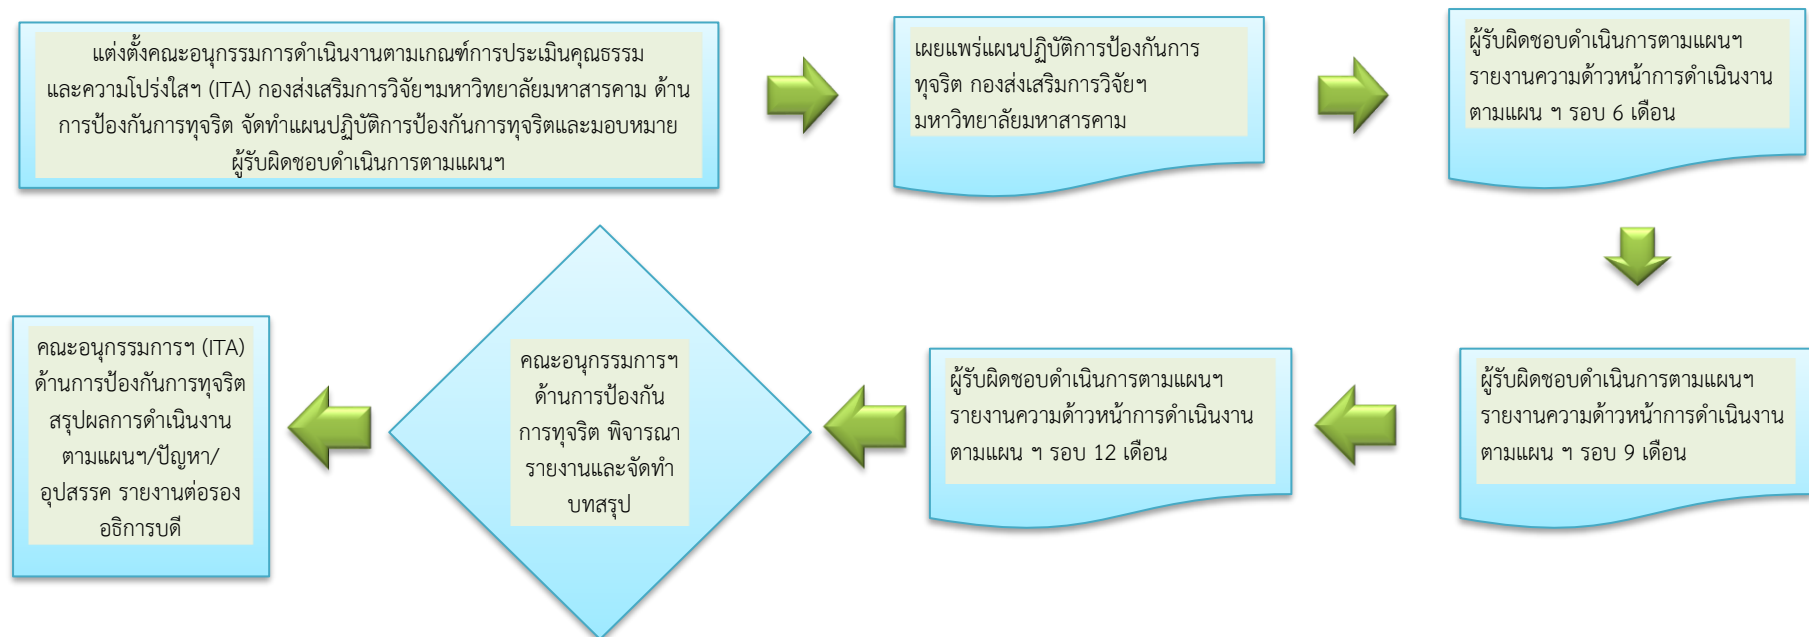 แต่งตั้งคณะอนุกรรมการดำเนินงานตามเกณฑ์การประเมินคุณธรรม
และความโปร่งใสฯ (ITA) กองส่งเสริมการวิจัยฯมหาวิทยาลัยมหาสารคาม ด้าน
การป้องกันการทุจริต จัดทำแผนปฏิบัติการป้องกันการทุจริตและมอบหมาย
ผู้รับผิดชอบดำเนินการตามแผนฯ
เผยแพร่แผนปฏิบัติการป้องกันการ
ทุจริต กองส่งเสริมการวิจัยฯ
มหาวิทยาลัยมหาสารคาม
ผู้รับผิดชอบดำเนินการตามแผนฯ
รายงานความด้าวหน้าการดำเนินงาน
ตามแผน ฯ รอบ 6 เดือน
ผู้รับผิดชอบดำเนินการตามแผนฯ
รายงานความด้าวหน้าการดำเนินงาน
ตามแผน ฯ รอบ 9 เดือน
ผู้รับผิดชอบดำเนินการตามแผนฯ
รายงานความด้าวหน้าการดำเนินงาน
ตามแผน ฯ รอบ 12 เดือน
คณะอนุกรรมการฯ
ด้านการป้องกัน
การทุจริต พิจารณา
รายงานและจัดทำ
บทสรุป
คณะอนุกรรมการฯ (ITA)
ด้านการป้องกันการทุจริต
สรุปผลการดำเนินงาน
ตามแผนฯ/ปัญหา/
อุปสรรค รายงานต่อรอง
อธิการบดี